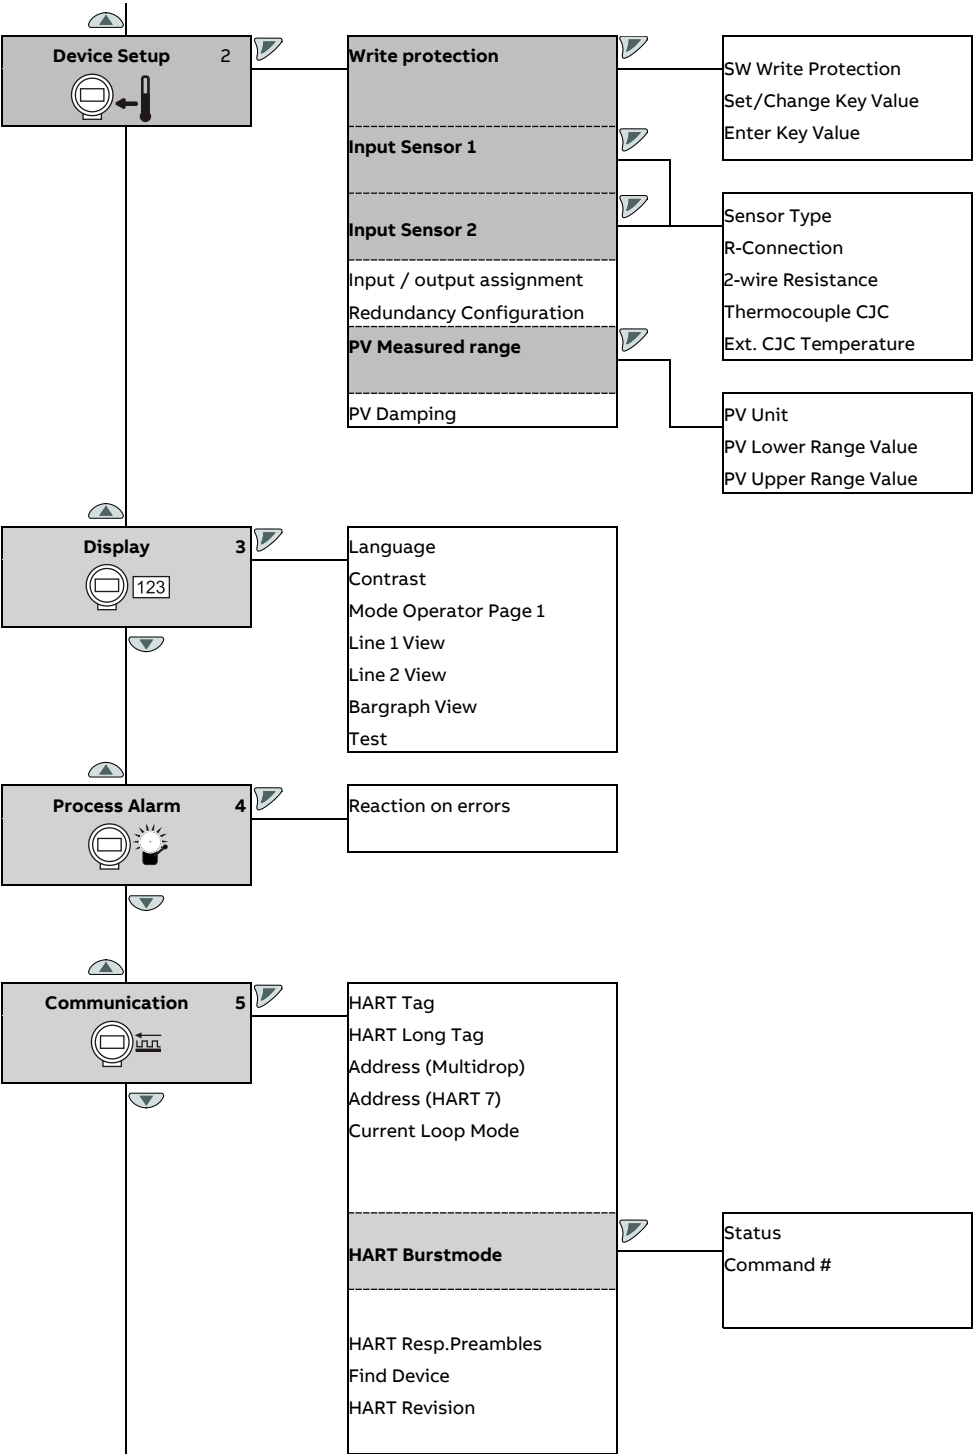 Device Setup 2
Write protection
SW Write Protection
Set/Change Key Value
Enter Key Value
Input Sensor 1
Input Sensor 2
Sensor Type
R-Connection
2-wire Resistance
Thermocouple CJC
Ext. CJC Temperature
Input / output assignment
Redundancy Configuration
PV Measured range
PV Damping
PV Unit
PV Lower Range Value
PV Upper Range Value
Display 3
123
Language
Contrast
Mode Operator Page 1
Line 1 View
Line 2 View
Bargraph View
Test
Process Alarm 4
Reaction on errors
Communication 5
HART Tag
HART Long Tag
Address (Multidrop)
Address (HART 7)
Current Loop Mode
HART Burstmode
Status
Command #
HART Resp.Preambles
Find Device
HART Revision